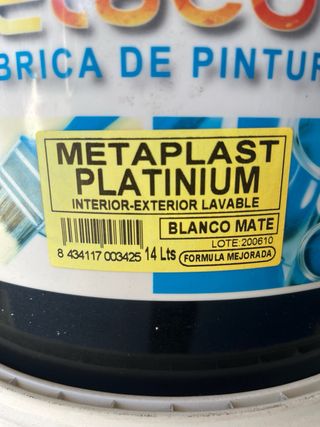 BRICA DE PINTUR
METAPLAST
PLATINIUM
INTERIOR-EXTERIOR LAVABLE
BLANCO MATE
LOTE:200610
8 434117 003425 14 Lts FORMULA MEJORADA